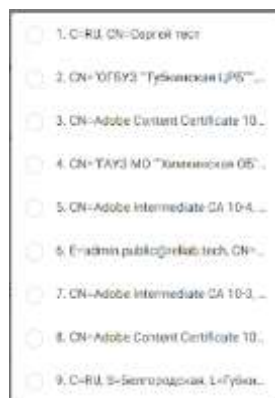 1. C=RU, CN=Сергей тест
2. CN="ОГБУЗ ""Губкинская ЦРБ""",...
3. CN=Adobe Content Certificate 10...
4. CN="ГАУЗ МО ""Химкинская ОБ"...
5. CN=Adobe Intermediate CA 10-4, ...
6. E=admin.public@reliab.tech, CN=...
7. CN=Adobe Intermediate CA 10-3, ...
8. CN=Adobe Content Certificate 10...
9. C=RU, S=Белгородская, L=Губки...